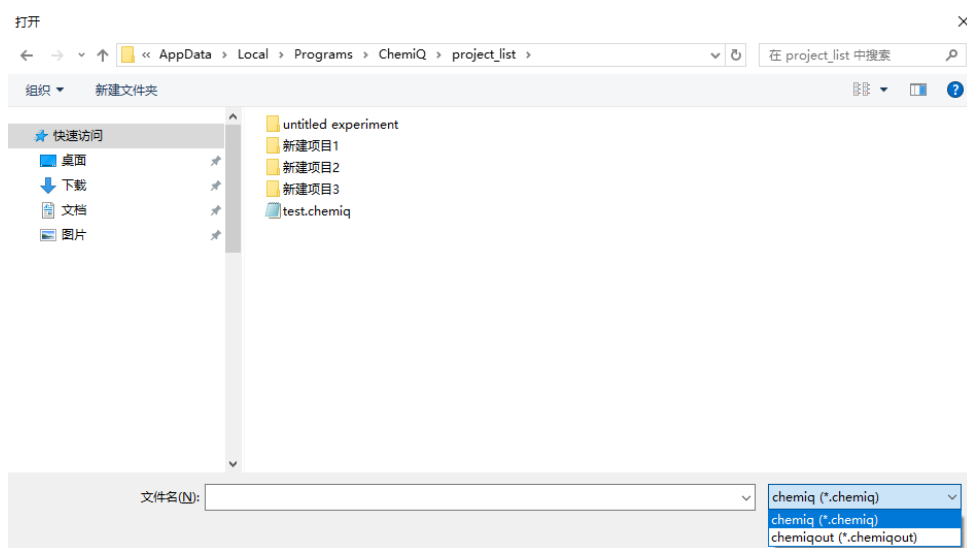 打开
« AppData › Local › Programs › ChemiQ › project_list ›
在 project_list 中搜索
组织
新建文件夹
快速访问
桌面
下载
文档
图片
untitled experiment
新建项目1
新建项目2
新建项目3
test.chemiq
文件名(N):
chemiq (*.chemiq)
chemiq (*.chemiq)
chemiqout (*.chemiqout)